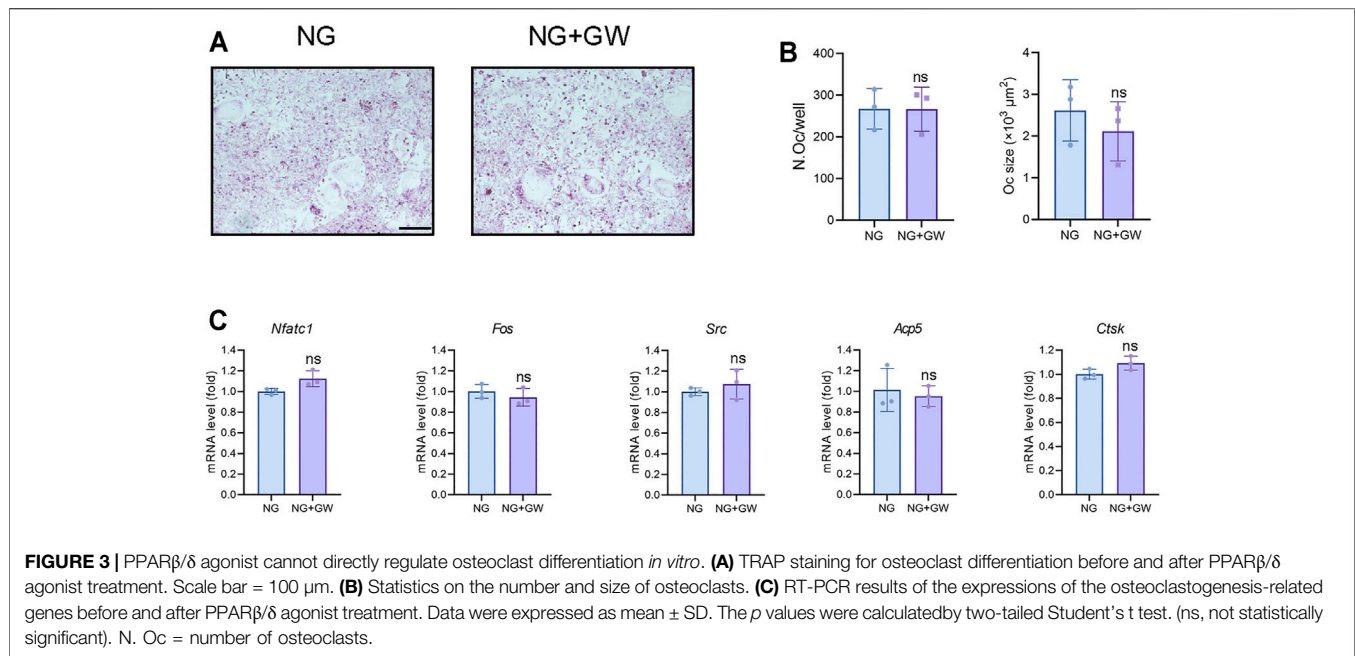 A
NG
NG+GW
B
400
300
200
100
0
N.Oc/well
ns
NG
NG+GW
4
3
2
1
0
Oc size (×10³ μm²)
ns
NG
NG+GW
C
Nfatc1
1.4
1.2
1.0
0.8
0.6
0.4
0.2
0.0
mRNA level (fold)
ns
NG
NG+GW
Fos
1.4
1.2
1.0
0.8
0.6
0.4
0.2
0.0
mRNA level (fold)
ns
NG
NG+GW
Src
1.4
1.2
1.0
0.8
0.6
0.4
0.2
0.0
mRNA level (fold)
ns
NG
NG+GW
Acp5
1.4
1.2
1.0
0.8
0.6
0.4
0.2
0.0
mRNA level (fold)
ns
NG
NG+GW
Ctsk
1.2
1.0
0.8
0.6
0.4
0.2
0.0
mRNA level (fold)
ns
NG
NG+GW
FIGURE 3 | PPARβ/δ agonist cannot directly regulate osteoclast differentiation in vitro. (A) TRAP staining for osteoclast differentiation before and after PPARβ/δ
agonist treatment. Scale bar = 100 μm. (B) Statistics on the number and size of osteoclasts. (C) RT-PCR results of the expressions of the osteoclastogenesis-related
genes before and after PPARβ/δ agonist treatment. Data were expressed as mean ± SD. The p values were calculatedby two-tailed Student's t test. (ns, not statistically
significant). N. Oc = number of osteoclasts.